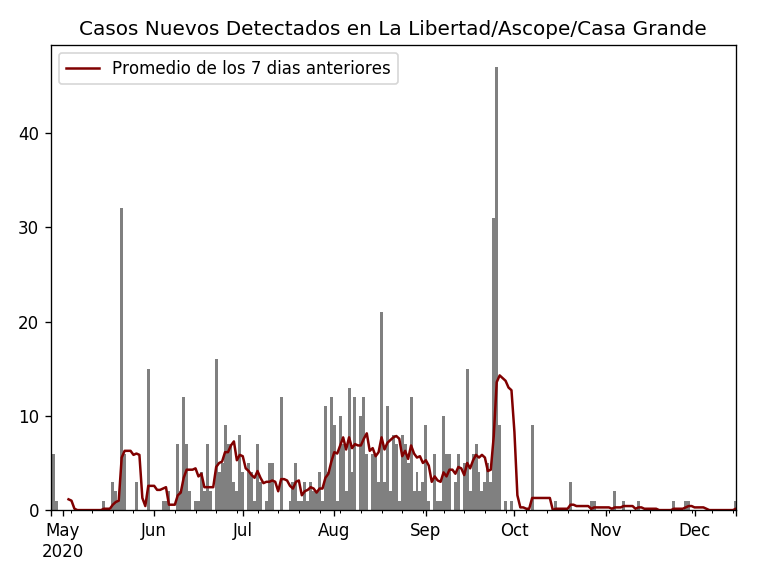 Casos Nuevos Detectados en La Libertad/Ascope/Casa Grande
Promedio de los 7 dias anteriores
40
30
20
10
0
May Jun Jul Aug Sep Oct Nov Dec
2020